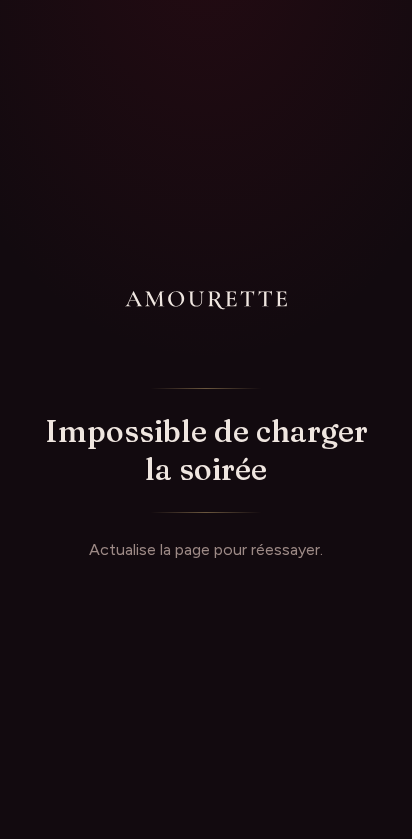 AMOURETTE
Impossible de charger
la soirée
Actualise la page pour réessayer.